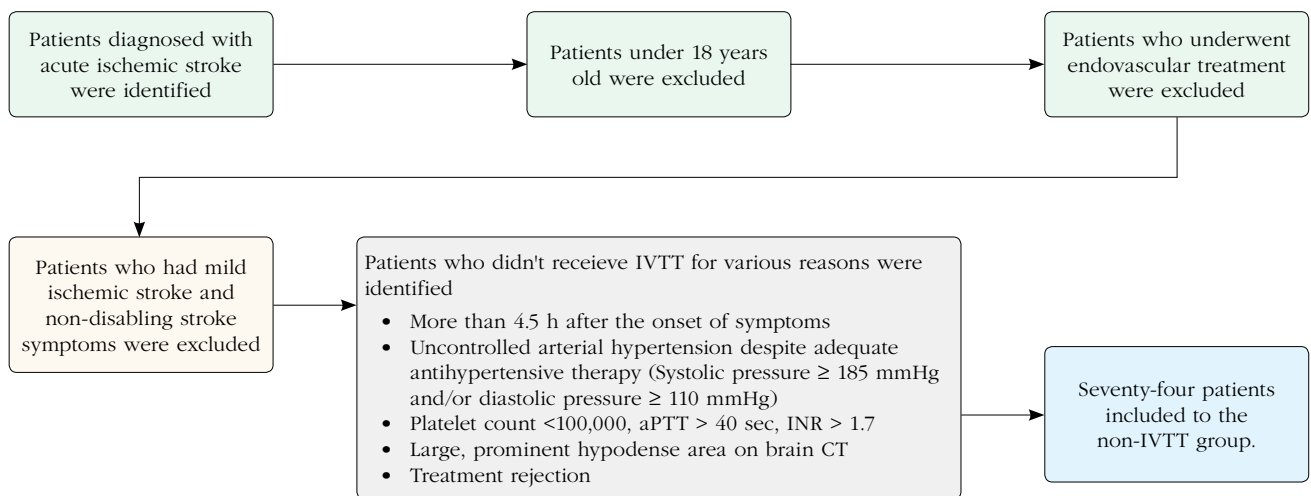 Patients diagnosed with
acute ischemic stroke
were identified
Patients under 18 years
old were excluded
Patients who underwent
endovascular treatment
were excluded
Patients who had mild
ischemic stroke and
non-disabling stroke
symptoms were excluded
Patients who didn't receieve IVTT for various reasons were
identified
• More than 4.5 h after the onset of symptoms
• Uncontrolled arterial hypertension despite adequate
antihypertensive therapy (Systolic pressure ≥ 185 mmHg
and/or diastolic pressure ≥ 110 mmHg)
• Platelet count <100,000, aPTT > 40 sec, INR > 1.7
• Large, prominent hypodense area on brain CT
• Treatment rejection
Seventy-four patients
included to the
non-IVTT group.